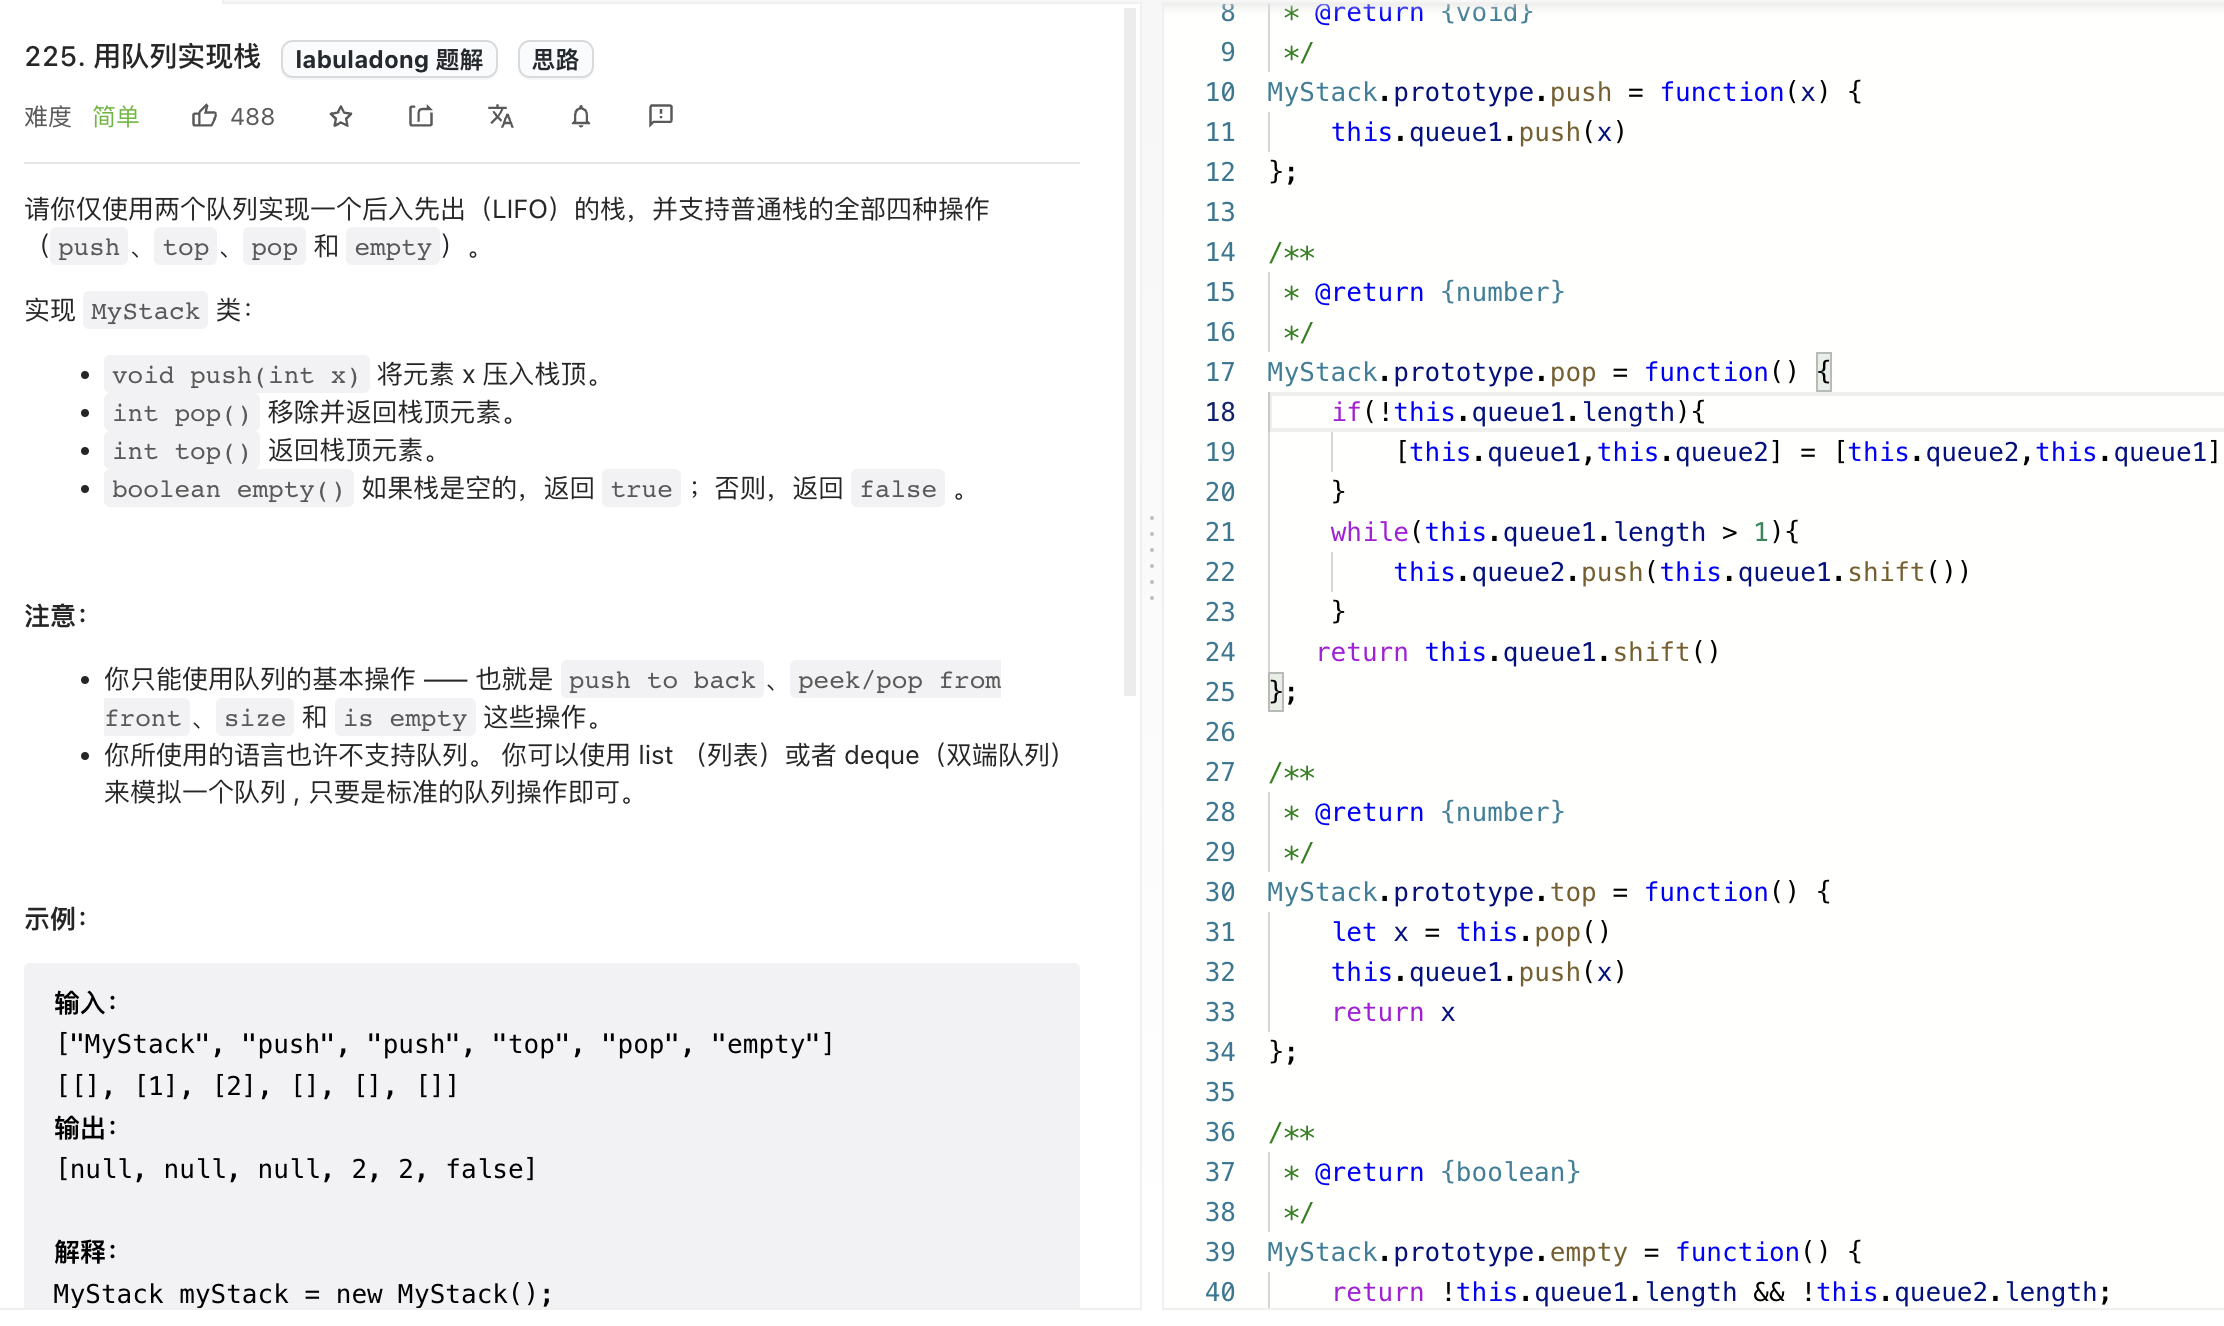 225. 用队列实现栈 labuladong 题解 思路
难度 简单 488
请你仅使用两个队列实现一个后入先出（LIFO）的栈，并支持普通栈的全部四种操作
（push、top、pop 和 empty）。
实现 MyStack 类：
void push(int x) 将元素 x 压入栈顶。
int pop() 移除并返回栈顶元素。
int top() 返回栈顶元素。
boolean empty() 如果栈是空的，返回 true ；否则，返回 false 。
注意：
你只能使用队列的基本操作 —— 也就是 push to back、peek/pop from
front、size 和 is empty 这些操作。
你所使用的语言也许不支持队列。 你可以使用 list （列表）或者 deque（双端队列）
来模拟一个队列 , 只要是标准的队列操作即可。
示例：
输入：
["MyStack", "push", "push", "top", "pop", "empty"]
[[], [1], [2], [], [], []]
输出：
[null, null, null, 2, 2, false]
解释：
MyStack myStack = new MyStack();
8 * @return {void}
9 */
10 MyStack.prototype.push = function(x) {
11 this.queue1.push(x)
12 };
13
14 /**
15 * @return {number}
16 */
17 MyStack.prototype.pop = function() {
18 if(!this.queue1.length){
19 [this.queue1,this.queue2] = [this.queue2,this.queue1]
20 }
21 while(this.queue1.length > 1){
22 this.queue2.push(this.queue1.shift())
23 }
24 return this.queue1.shift()
25 };
26
27 /**
28 * @return {number}
29 */
30 MyStack.prototype.top = function() {
31 let x = this.pop()
32 this.queue1.push(x)
33 return x
34 };
35
36 /**
37 * @return {boolean}
38 */
39 MyStack.prototype.empty = function() {
40 return !this.queue1.length && !this.queue2.length;